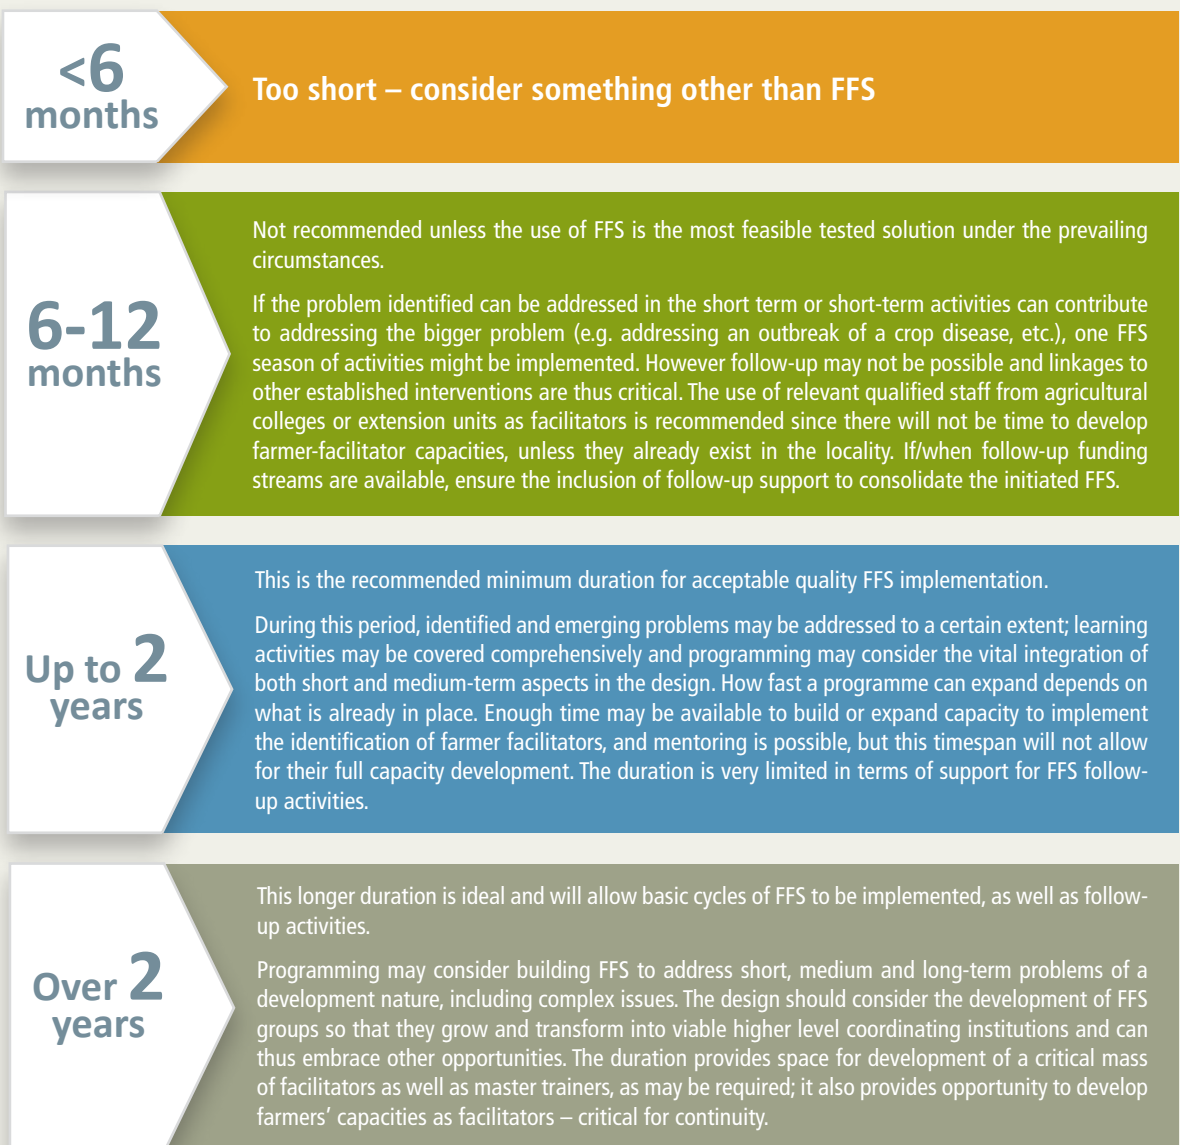 <6
months
Too short – consider something other than FFS
6-12
months
Not recommended unless the use of FFS is the most feasible tested solution under the prevailing
circumstances.
If the problem identified can be addressed in the short term or short-term activities can contribute
to addressing the bigger problem (e.g. addressing an outbreak of a crop disease, etc.), one FFS
season of activities might be implemented. However follow-up may not be possible and linkages to
other established interventions are thus critical. The use of relevant qualified staff from agricultural
colleges or extension units as facilitators is recommended since there will not be time to develop
farmer-facilitator capacities, unless they already exist in the locality. If/when follow-up funding
streams are available, ensure the inclusion of follow-up support to consolidate the initiated FFS.
Up to 2
years
This is the recommended minimum duration for acceptable quality FFS implementation.
During this period, identified and emerging problems may be addressed to a certain extent; learning
activities may be covered comprehensively and programming may consider the vital integration of
both short and medium-term aspects in the design. How fast a programme can expand depends on
what is already in place. Enough time may be available to build or expand capacity to implement
the identification of farmer facilitators, and mentoring is possible, but this timespan will not allow
for their full capacity development. The duration is very limited in terms of support for FFS follow-
up activities.
Over 2
years
This longer duration is ideal and will allow basic cycles of FFS to be implemented, as well as follow-
up activities.
Programming may consider building FFS to address short, medium and long-term problems of a
development nature, including complex issues. The design should consider the development of FFS
groups so that they grow and transform into viable higher level coordinating institutions and can
thus embrace other opportunities. The duration provides space for development of a critical mass
of facilitators as well as master trainers, as may be required; it also provides opportunity to develop
farmers’ capacities as facilitators – critical for continuity.